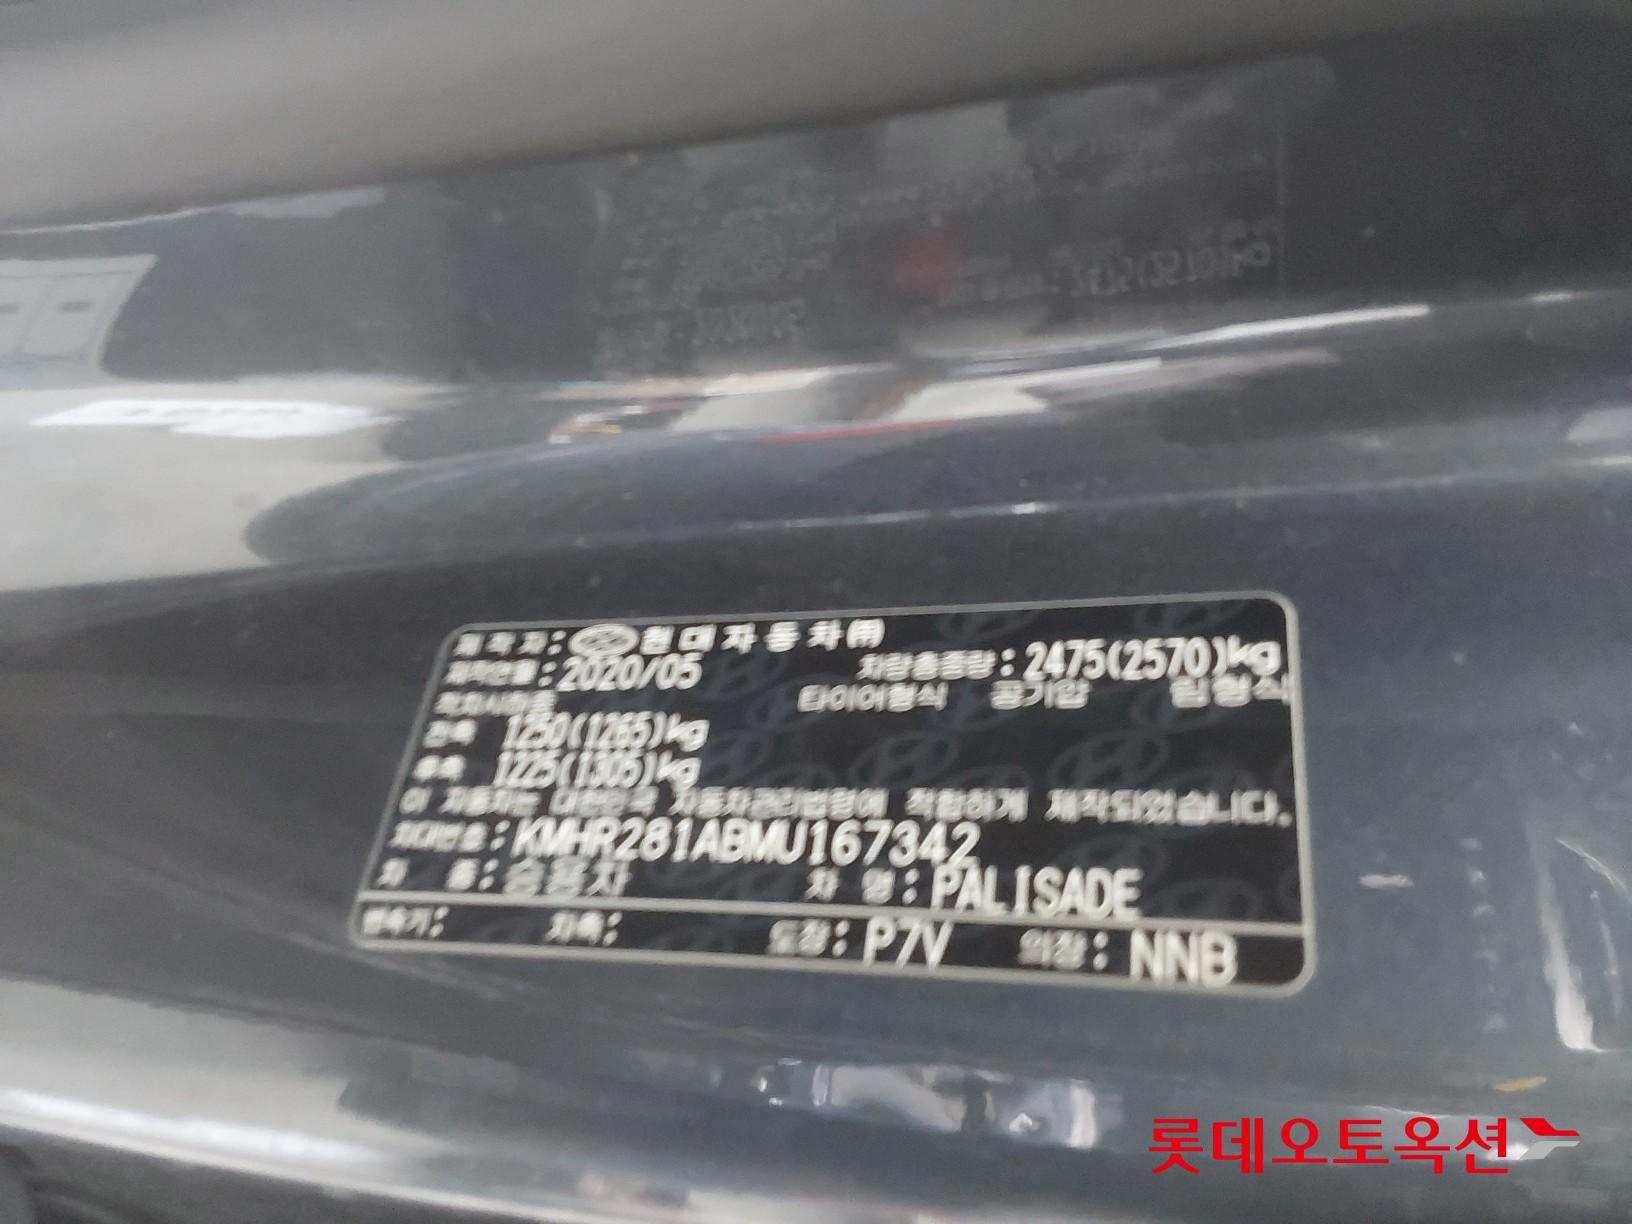 제작자: 현대자동차㈜
제작연월: 2020/05 차량총중량: 2475(2570)kg
허용하중 타이어형식 공기압 림형식
전축 1250(1265)kg
후축 1225(1305)kg
이 자동차는 대한민국 자동차관리법령에 적합하게 제작되었습니다.
차대번호: KMHR281ABMU167342
차 종: 승용차 차 명: PALISADE
변속기: 차축: 도장: P7V 의장: NNB
롯데오토옥션